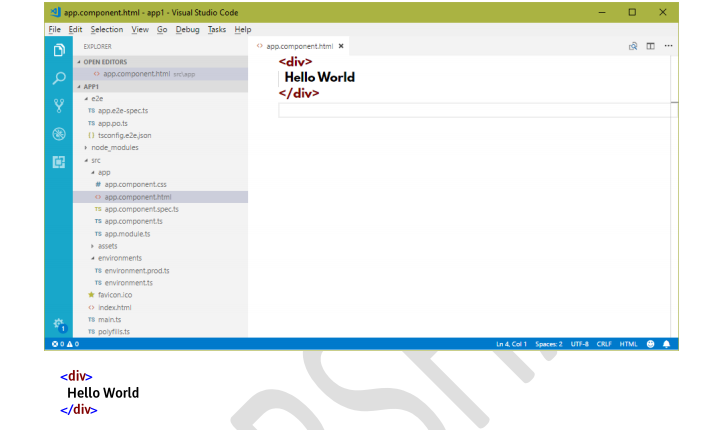 app.component.html - app1 - Visual Studio Code
File Edit Selection View Go Debug Tasks Help
EXPLORER
app.component.html
OPEN EDITORS
app.component.html src\app
APP1
e2e
TS app.e2e-spec.ts
TS app.po.ts
{} tsconfig.e2e.json
node_modules
src
app
# app.component.css
<> app.component.html
TS app.component.spec.ts
TS app.component.ts
TS app.module.ts
assets
environments
TS environment.prod.ts
TS environment.ts
favicon.ico
<> index.html
TS main.ts
TS polyfills.ts
<div>
Hello World
</div>
1
0 0 Ln 4, Col 1 Spaces: 2 UTF-8 CRLF HTML
<div>
Hello World
</div>